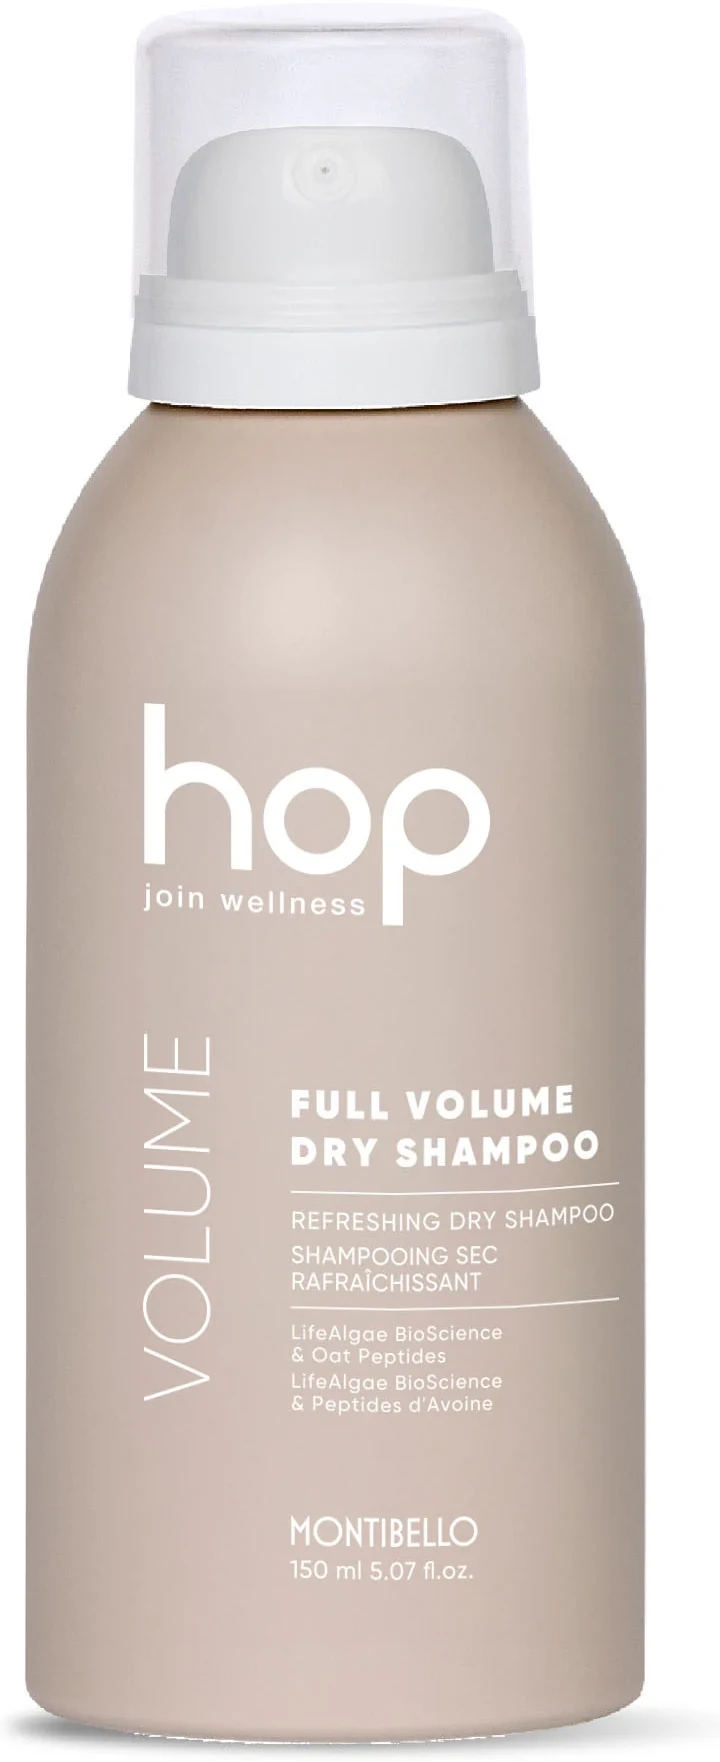 hop
join wellness
VOLUME
FULL VOLUME
DRY SHAMPOO
REFRESHING DRY SHAMPOO
SHAMPOOING SEC
RAFRAÎCHISSANT
LifeAlgae BioScience
& Oat Peptides
LifeAlgae BioScience
& Peptides d'Avoine
MONTIBELLO
150 ml 5.07 fl.oz.